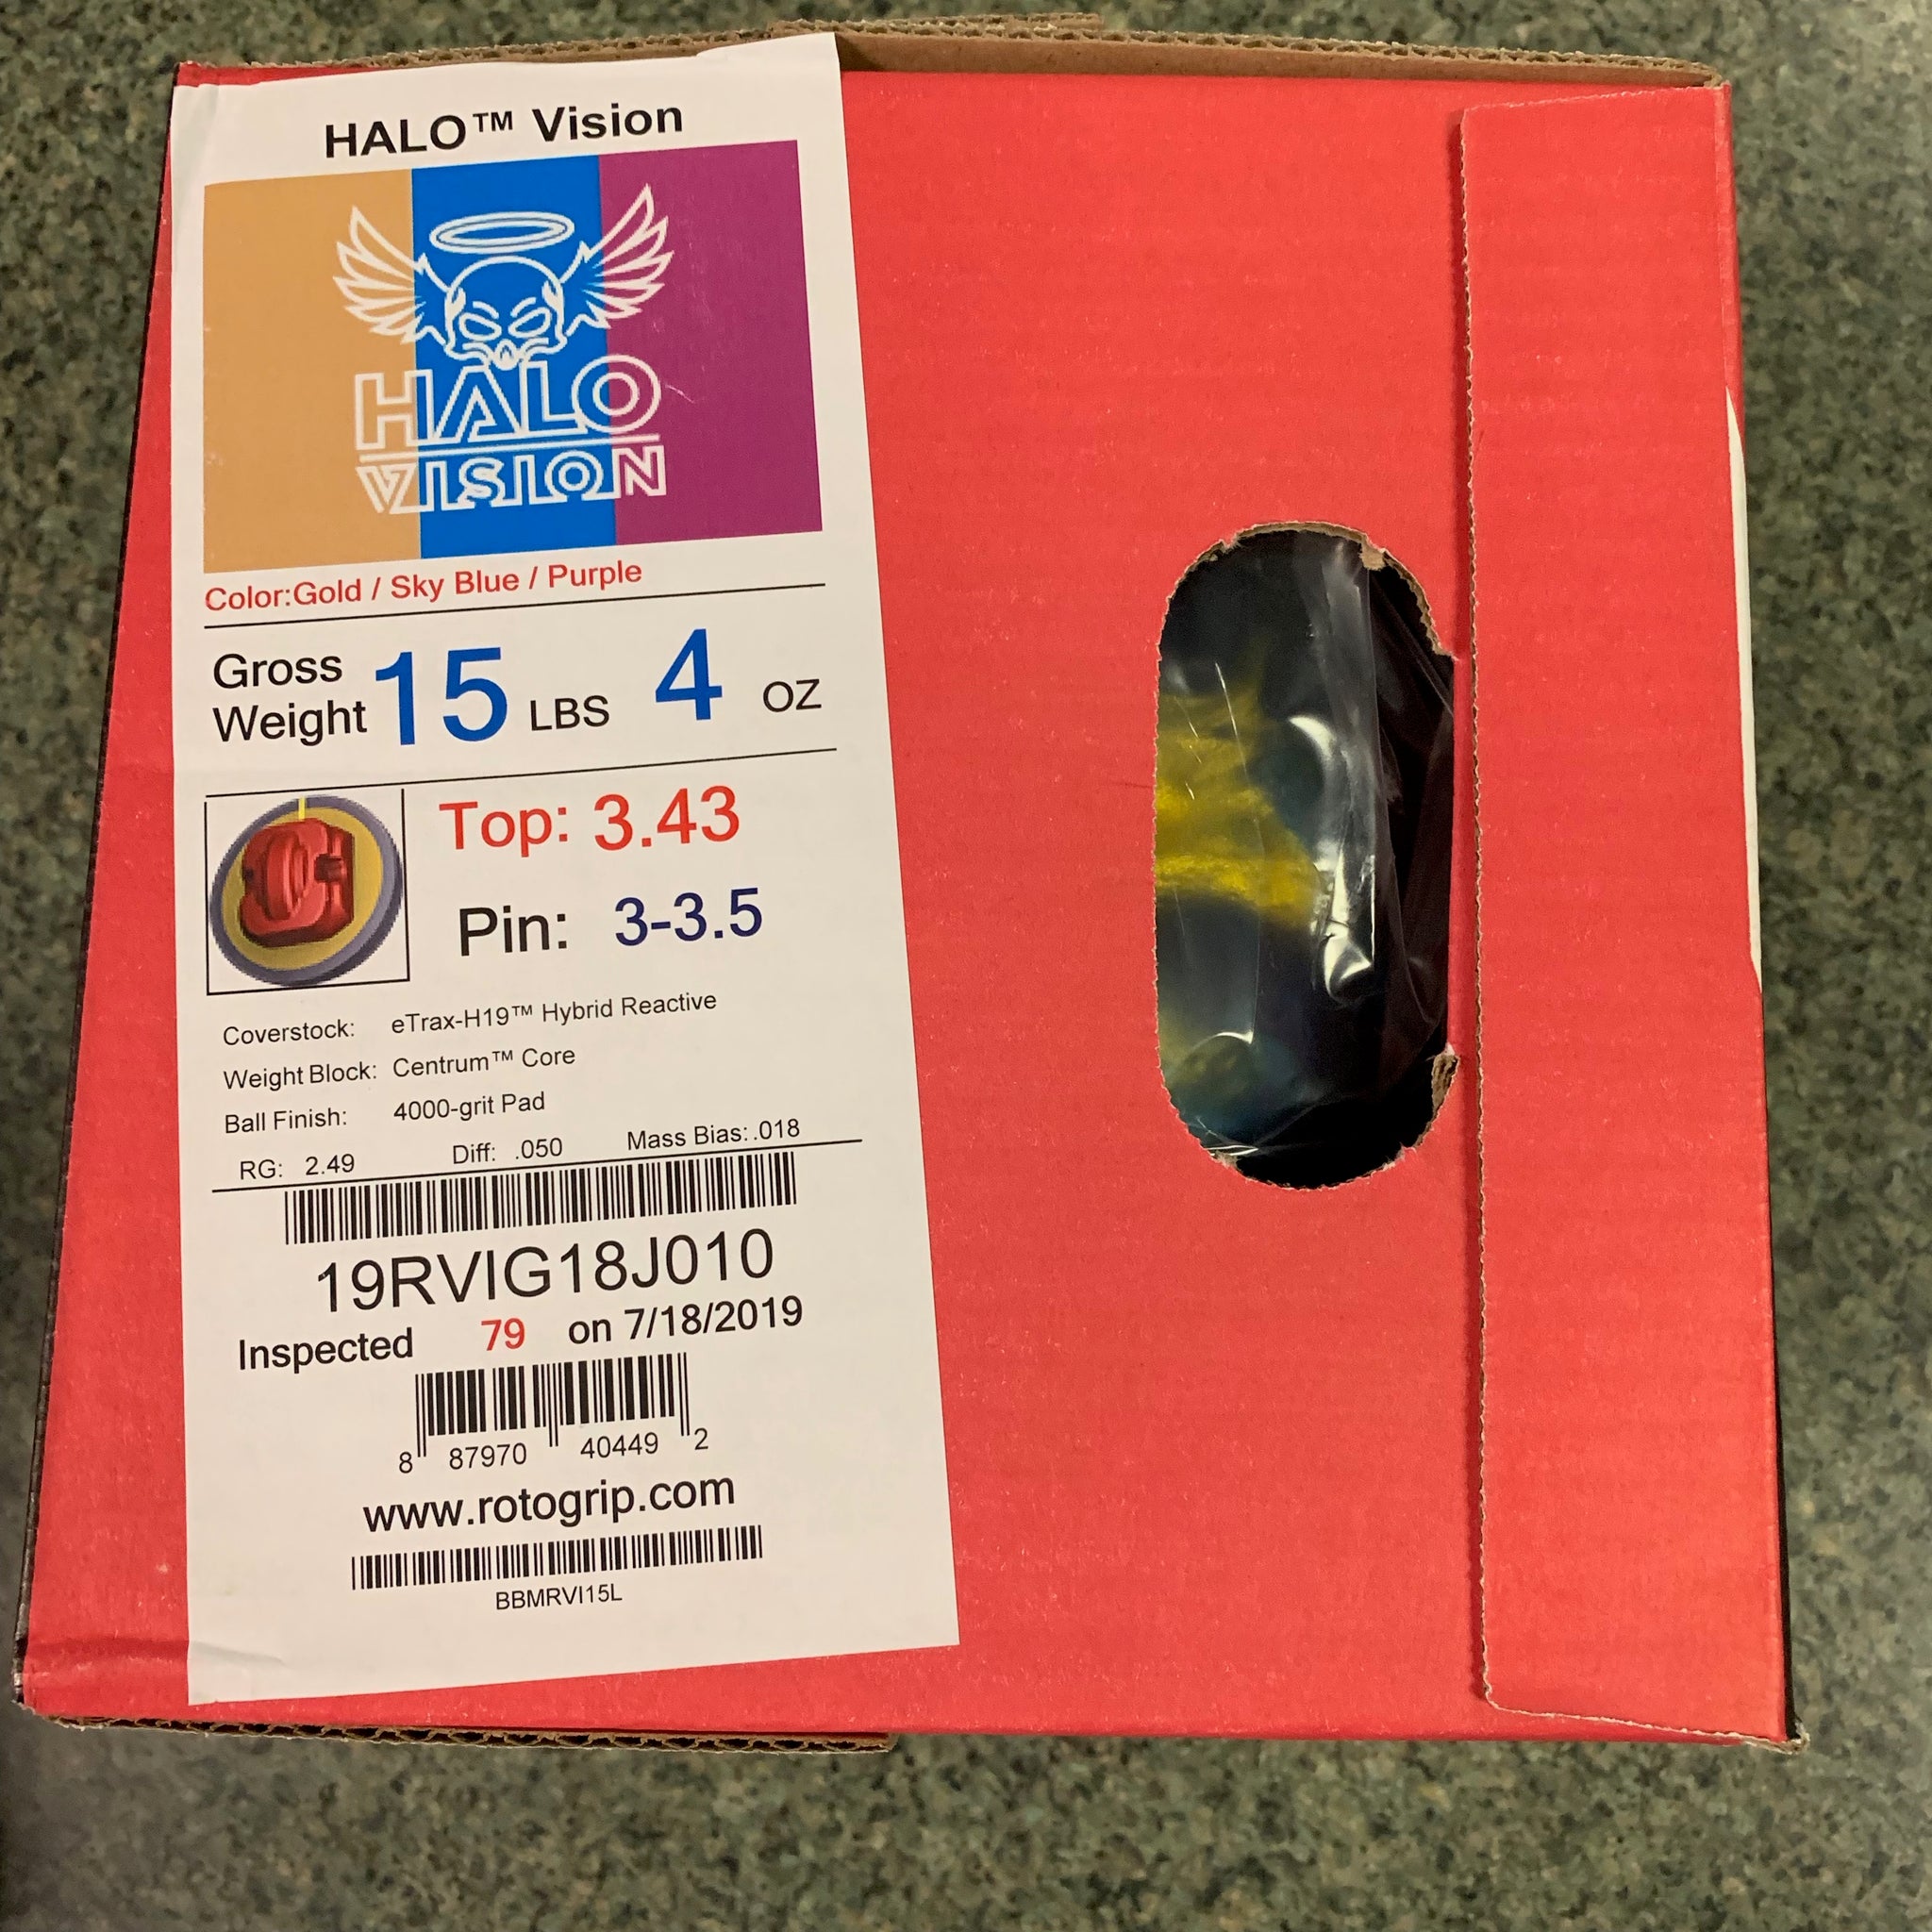 HALO™ Vision
HALO
VISION
Color:Gold / Sky Blue / Purple
Gross Weight 15 LBS 4 OZ
Top: 3.43
Pin: 3-3.5
Coverstock: eTrax-H19™ Hybrid Reactive
Weight Block: Centrum™ Core
Ball Finish: 4000-grit Pad
RG: 2.49 Diff: .050 Mass Bias: .018
19RVIG18J010
Inspected 79 on 7/18/2019
8 87970 40449 2
www.rotogrip.com
BBMRVI15L